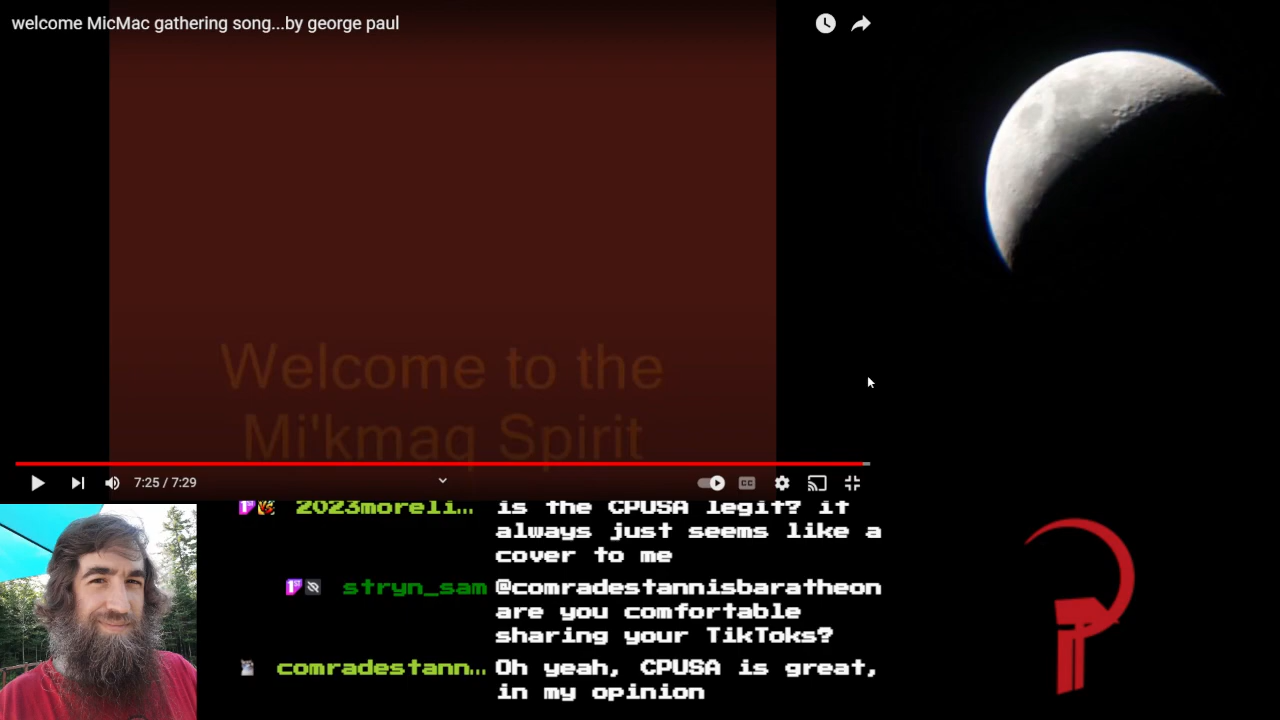 welcome MicMac gathering song...by george paul
Welcome to the
Mi'kmaq Spirit
7:25 / 7:29
CC
2023moreli... is the CPUSA legit? it
always just seems like a
cover to me
stryn_sam @comradestannisbaratheon
are you comfortable
sharing your TikToks?
comradestann... Oh yeah, CPUSA is great,
in my opinion